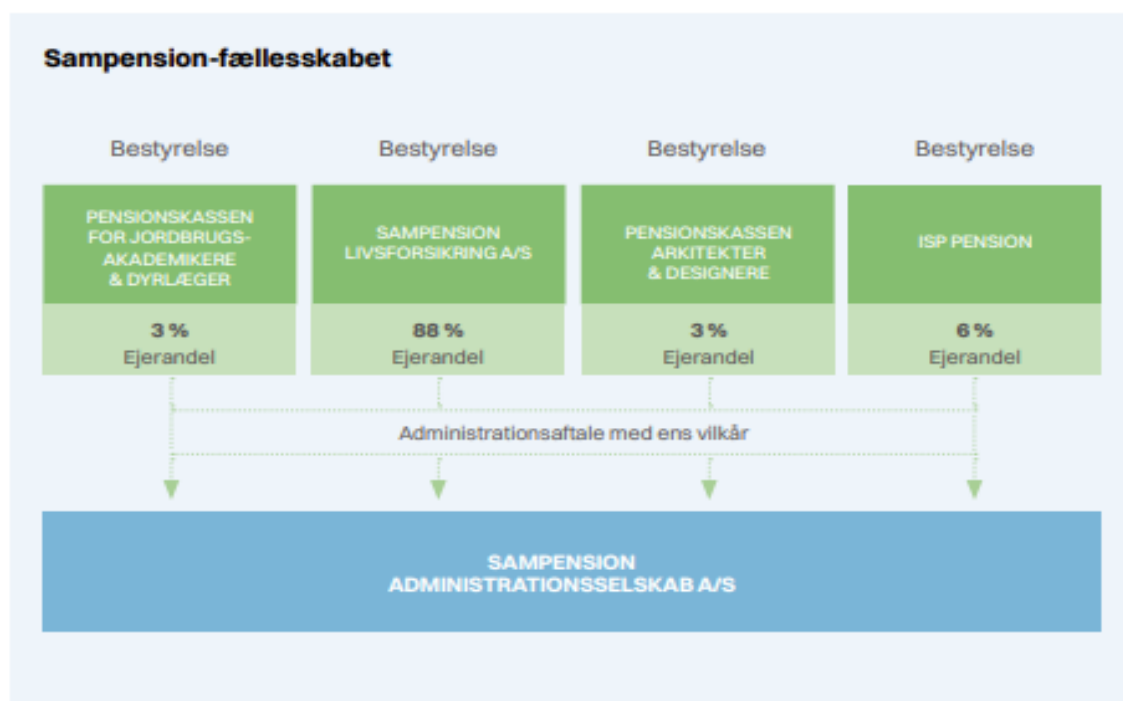 Sampension-fællesskabet
Bestyrelse
Bestyrelse
Bestyrelse
Bestyrelse
PENSIONSKASSEN
FOR JORDBRUGS-
AKADEMIKERE
& DYRLÆGER
SAMPENSION
LIVSFORSIKRING A/S
PENSIONSKASSEN
ARKITEKTER
& DESIGNERE
ISP PENSION
3 %
Ejerandel
88 %
Ejerandel
3 %
Ejerandel
6 %
Ejerandel
Administrationsaftale med ens vilkår
SAMPENSION
ADMINISTRATIONSSELSKAB A/S